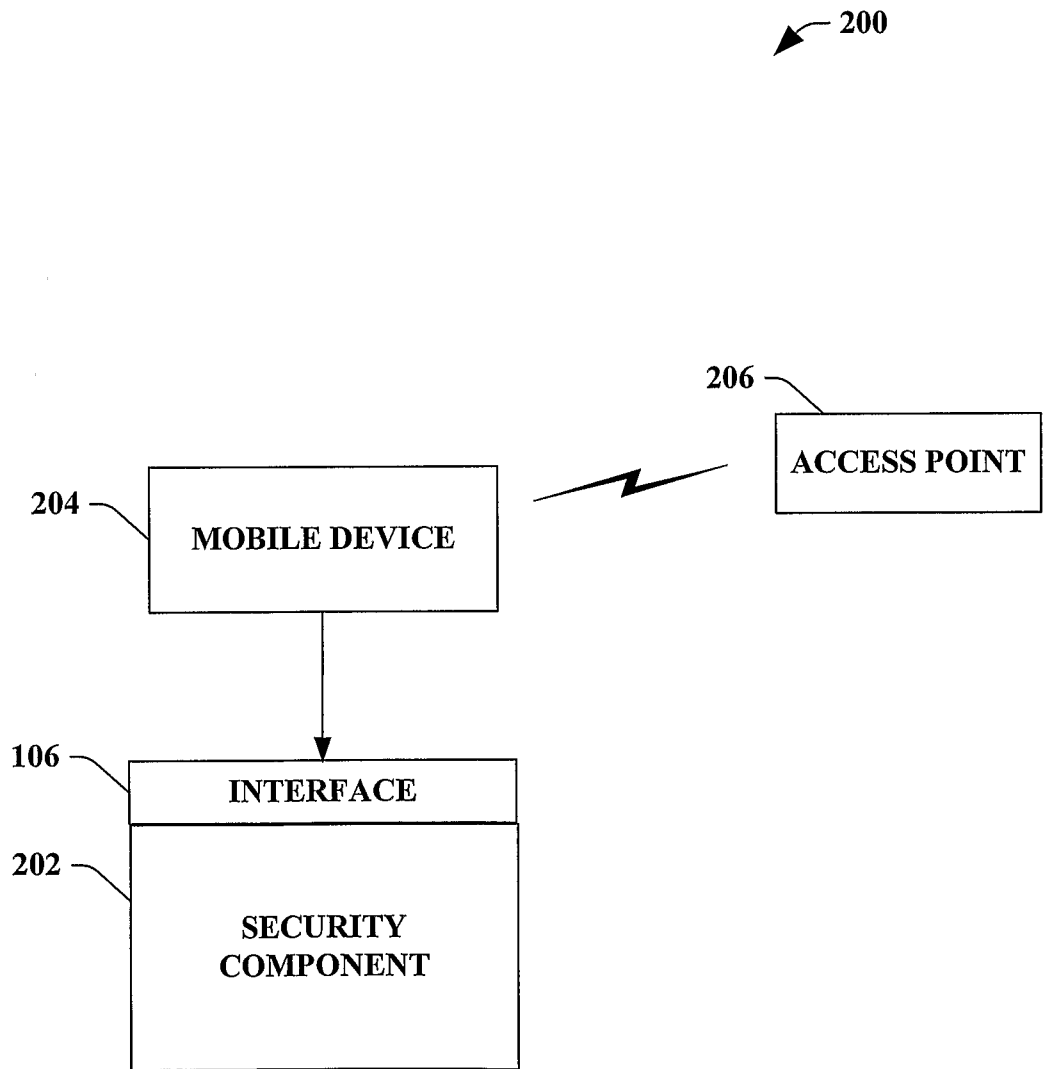 200
206
ACCESS POINT
204
MOBILE DEVICE
106
INTERFACE
202
SECURITY
COMPONENT